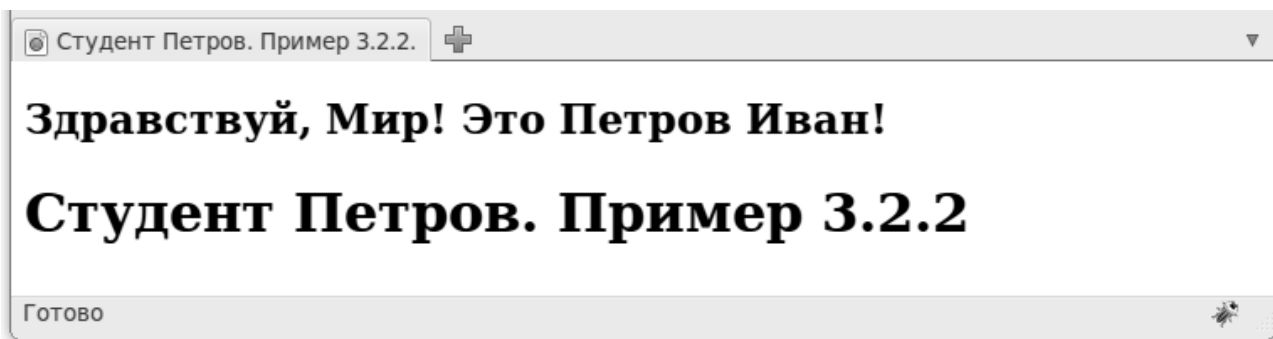 Студент Петров. Пример 3.2.2.
Здравствуй, Мир! Это Петров Иван!
Студент Петров. Пример 3.2.2
Готово